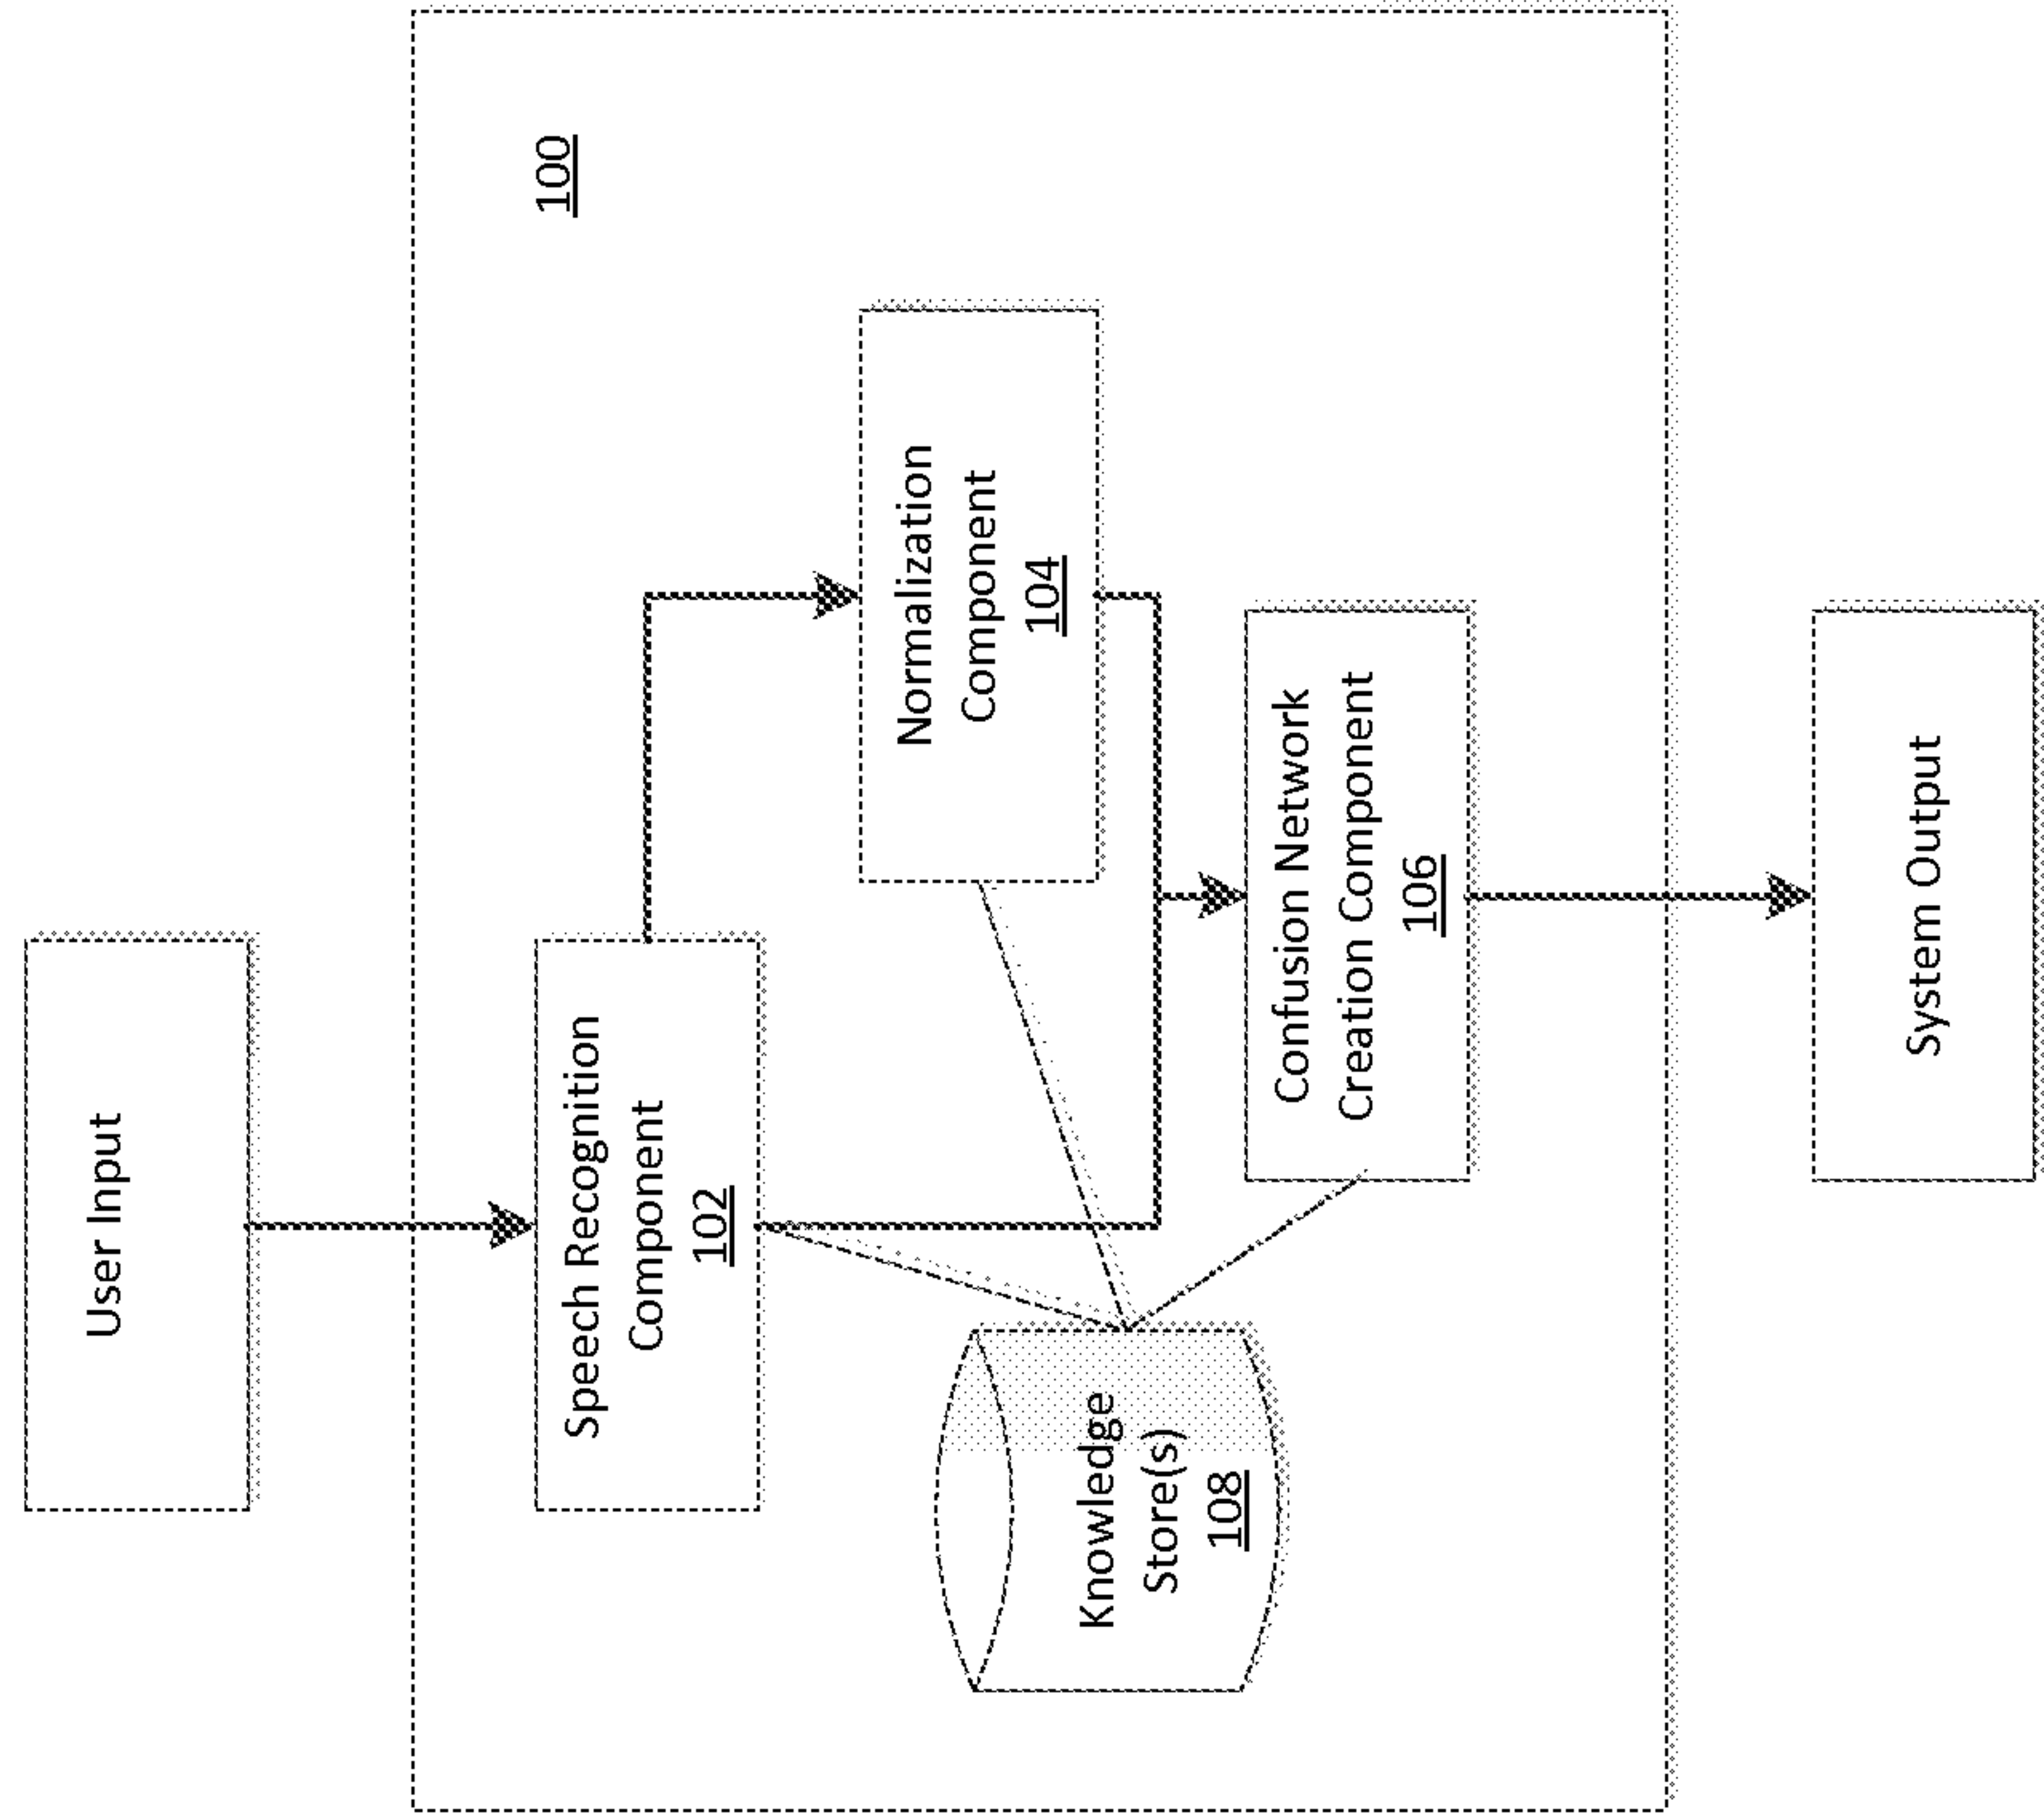 User Input
100
Speech Recognition
Component
102
Normalization
Component
104
Knowledge
Store(s)
108
Confusion Network
Creation Component
106
System Output